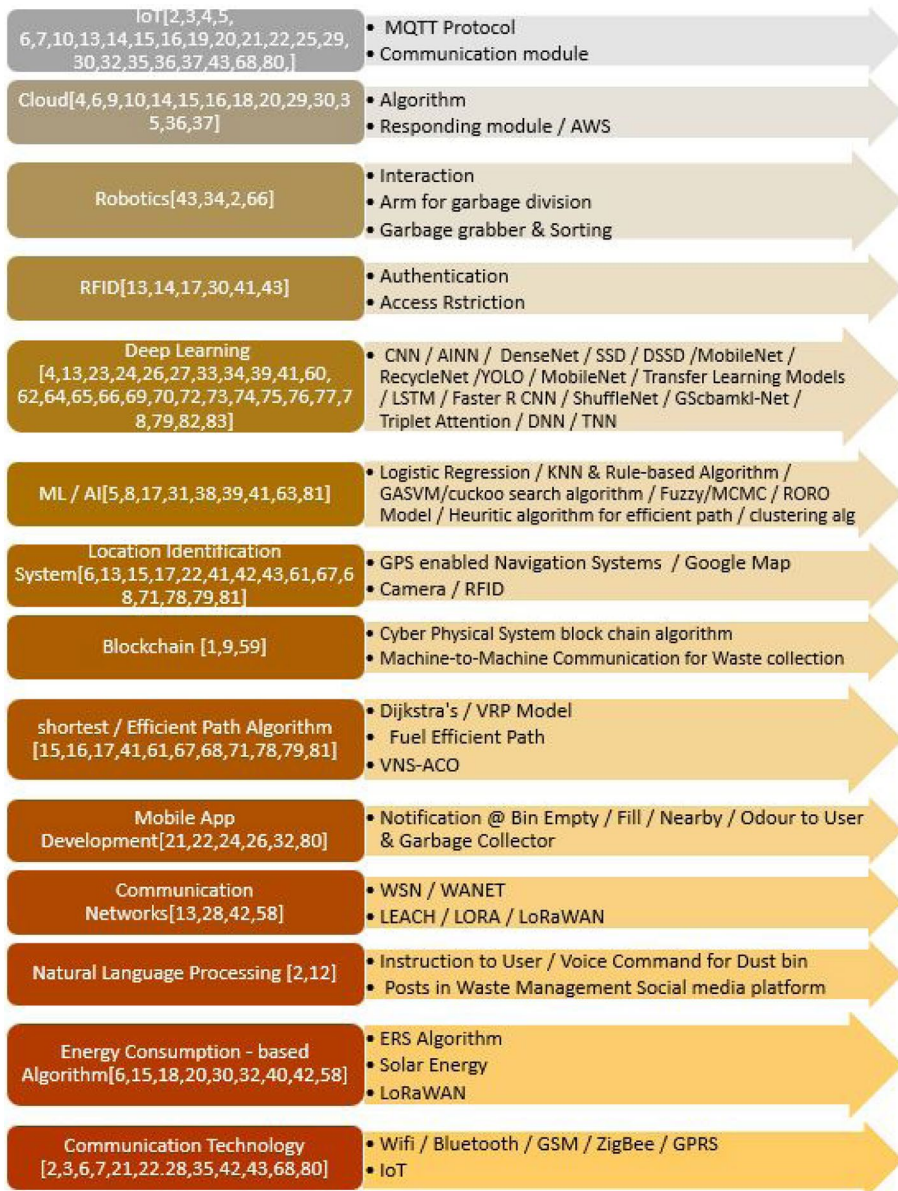 IoT[2,3,4,5,
6,7,10,13,14,15,16,19,20,21,22,25,29,
30,32,35,36,37,43,68,80,]
• MQTT Protocol
• Communication module
Cloud[4,6,9,10,14,15,16,18,20,29,30,3
5,36,37]
• Algorithm
• Responding module / AWS
Robotics[43,34,2,66]
• Interaction
• Arm for garbage division
• Garbage grabber & Sorting
RFID[13,14,17,30,41,43]
• Authentication
• Access Rstriction
Deep Learning
[4,13,23,24,26,27,33,34,39,41,60,
62,64,65,66,69,70,72,73,74,75,76,77,7
8,79,82,83]
• CNN / AINN / DenseNet / SSD / DSSD /MobileNet /
RecycleNet /YOLO / MobileNet / Transfer Learning Models
/ LSTM / Faster R CNN / ShuffleNet / GScbamkl-Net /
Triplet Attention / DNN / TNN
ML / AI[5,8,17,31,38,39,41,63,81]
• Logistic Regression / KNN & Rule-based Algorithm /
GASVM/cuckoo search algorithm / Fuzzy/MCMC / RORO
Model / Heuritic algorithm for efficient path / clustering alg
Location Identification
System[6,13,15,17,22,41,42,43,61,67,6
8,71,78,79,81]
• GPS enabled Navigation Systems / Google Map
• Camera / RFID
Blockchain [1,9,59]
• Cyber Physical System block chain algorithm
• Machine-to-Machine Communication for Waste collection
shortest / Efficient Path Algorithm
[15,16,17,41,61,67,68,71,78,79,81]
• Dijkstra's / VRP Model
• Fuel Efficient Path
• VNS-ACO
Mobile App
Development[21,22,24,26,32,80]
• Notification @ Bin Empty / Fill / Nearby / Odour to User
& Garbage Collector
Communication
Networks[13,28,42,58]
• WSN / WANET
• LEACH / LORA / LoRaWAN
Natural Language Processing [2,12]
• Instruction to User / Voice Command for Dust bin
• Posts in Waste Management Social media platform
Energy Consumption - based
Algorithm[6,15,18,20,30,32,40,42,58]
• ERS Algorithm
• Solar Energy
• LoRaWAN
Communication Technology
[2,3,6,7,21,22.28,35,42,43,68,80]
• Wifi / Bluetooth / GSM / ZigBee / GPRS
• IoT